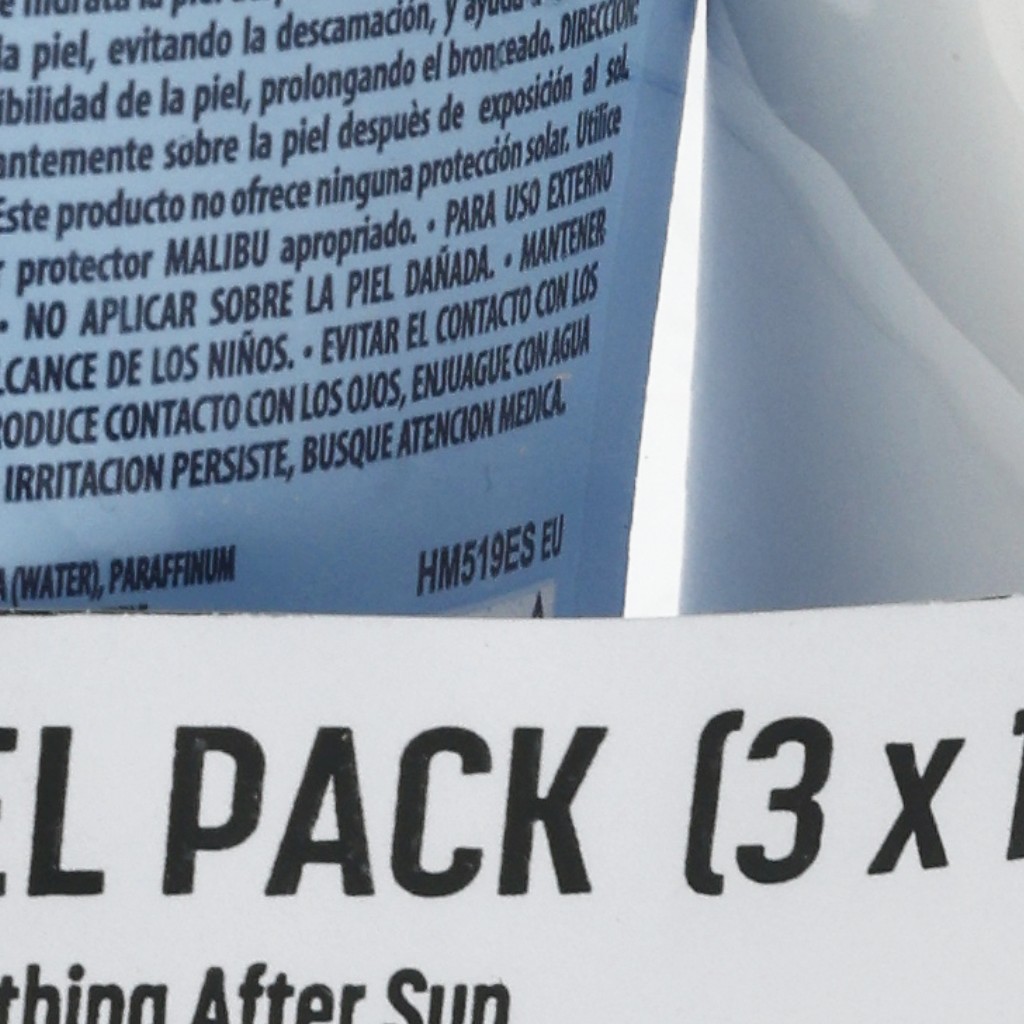 hidrata la piel
la piel, evitando la descamación, y ayuda a
ibilidad de la piel, prolongando el bronceado. DIRECCIÓN:
antemente sobre la piel despuès de exposición al sol.
Este producto no ofrece ninguna protección solar. Utilice
r protector MALIBU apropriado. • PARA USO EXTERNO
• NO APLICAR SOBRE LA PIEL DAÑADA. • MANTENER
LCANCE DE LOS NIÑOS. • EVITAR EL CONTACTO CON LOS
RODUCE CONTACTO CON LOS OJOS, ENJUAGUE CON AGUA
IRRITACION PERSISTE, BUSQUE ATENCION MEDICA.
HM519ES EU
A (WATER), PARAFFINUM
EL PACK (3 x 1
thing After Sun